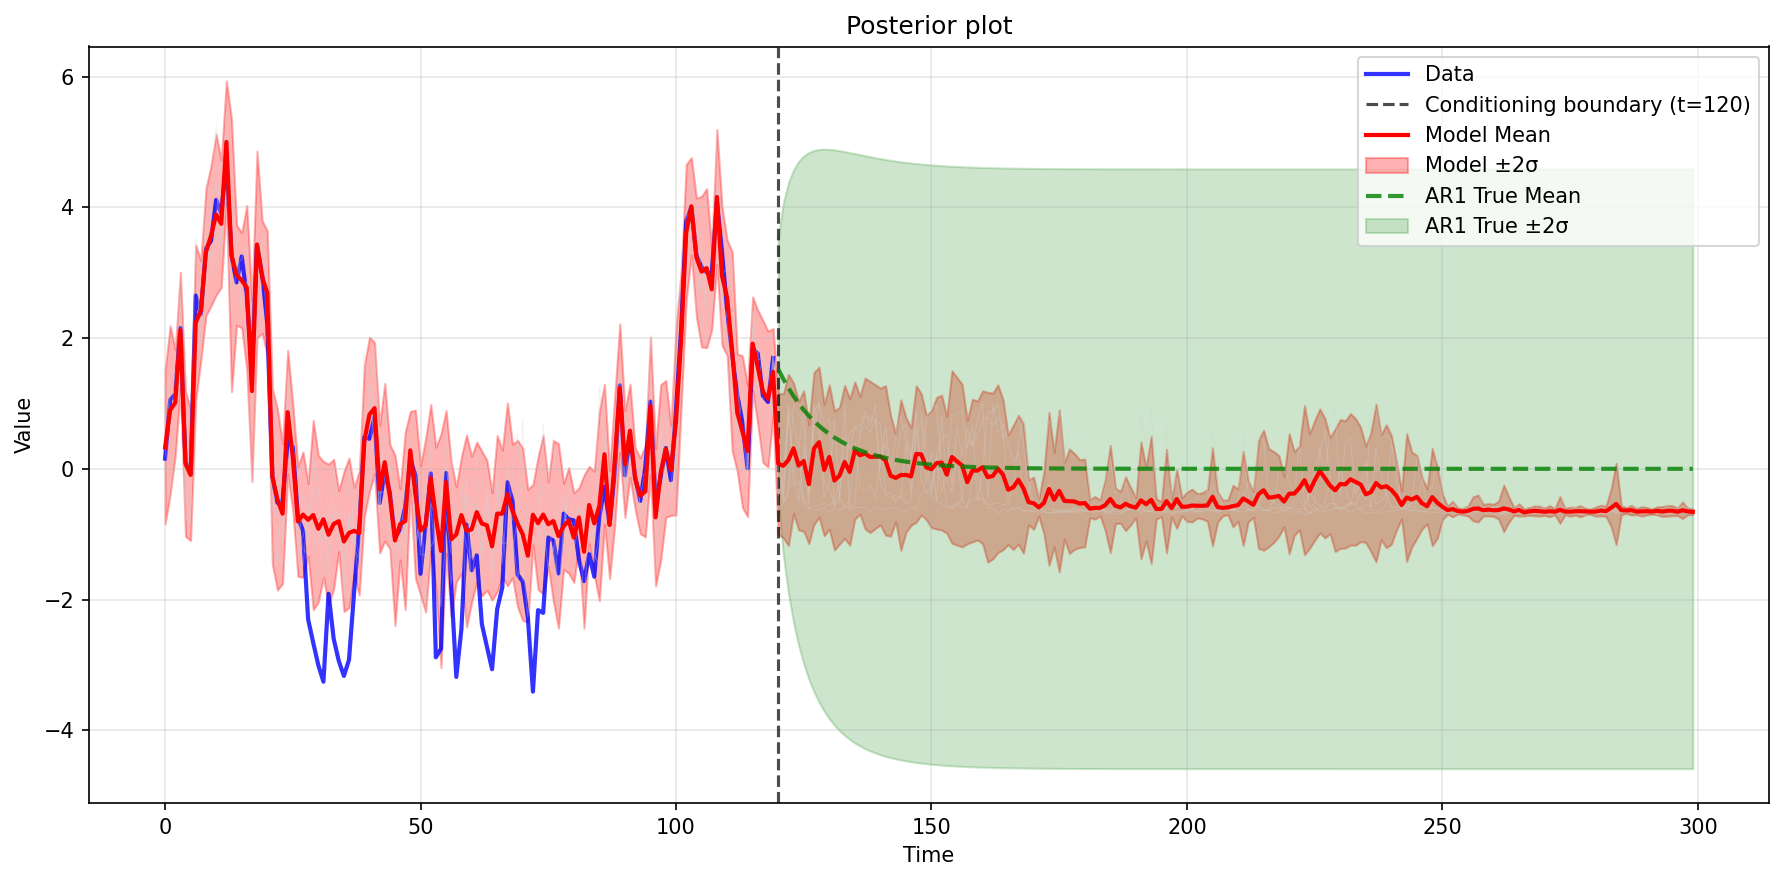 Posterior plot
Data
Conditioning boundary (t=120)
Model Mean
Model ±2σ
AR1 True Mean
AR1 True ±2σ
Value
6
4
2
0
−2
−4
0
50
100
150
200
250
300
Time